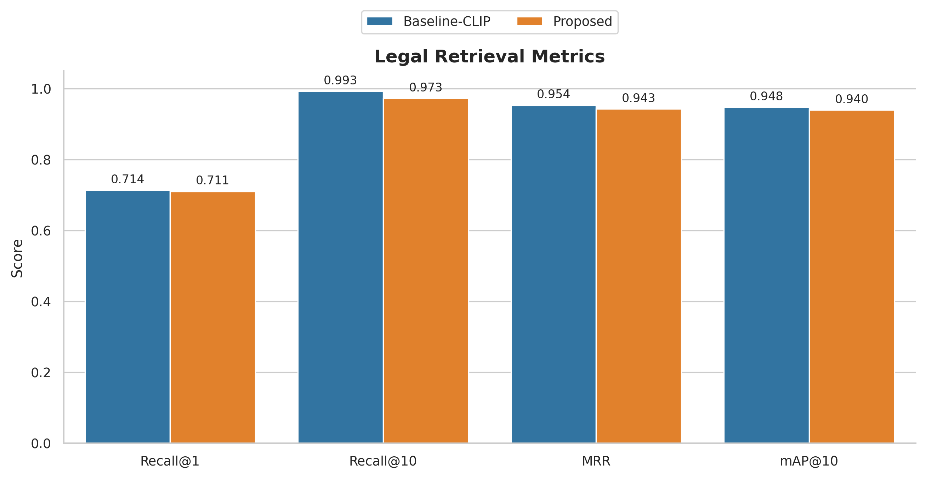 Baseline-CLIP Proposed
Legal Retrieval Metrics
Score
1.0
0.8
0.6
0.4
0.2
0.0
0.714 0.711
0.993 0.973
0.954 0.943
0.948 0.940
Recall@1 Recall@10 MRR mAP@10